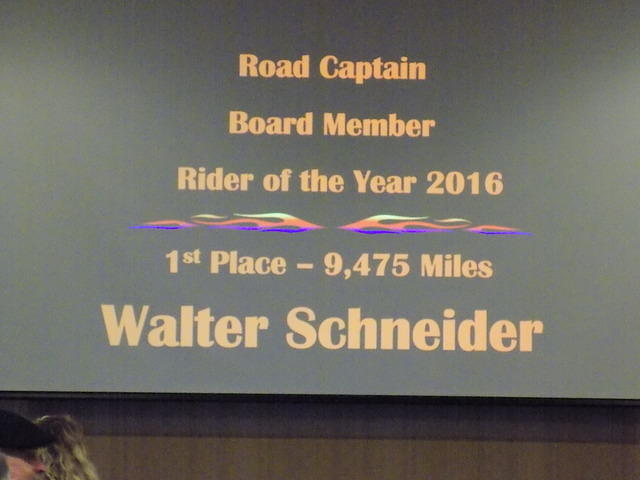 Road Captain
Board Member
Rider of the Year 2016
1st Place – 9,475 Miles
Walter Schneider